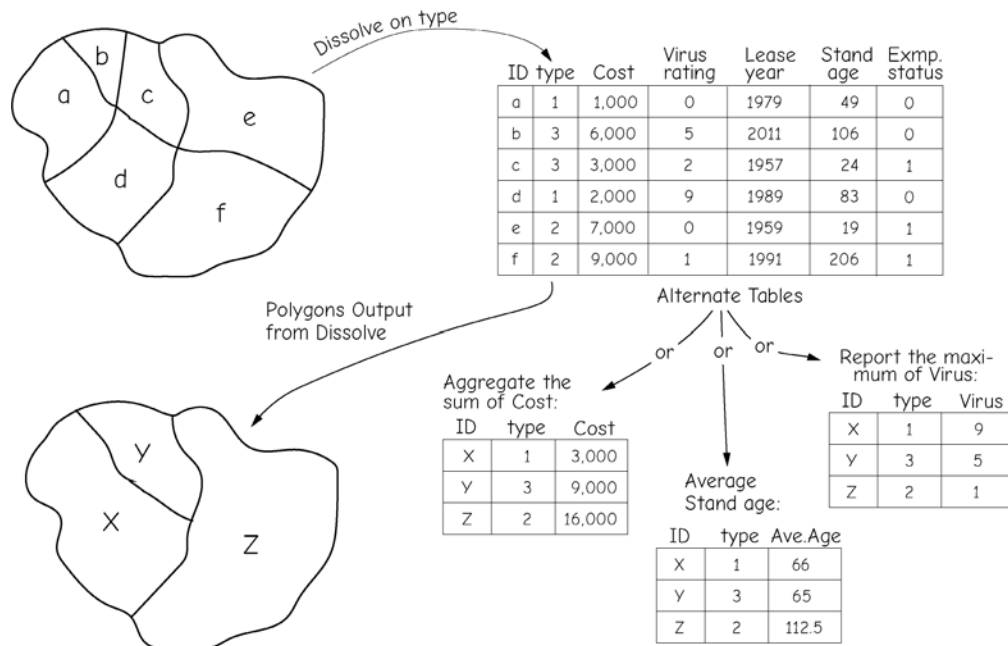 a
b
c
d
e
f
Dissolve on type
ID type Cost Virus rating Lease year Stand age Exmp. status
a 1 1,000 0 1979 49 0
b 3 6,000 5 2011 106 0
c 3 3,000 2 1957 24 1
d 1 2,000 9 1989 83 0
e 2 7,000 0 1959 19 1
f 2 9,000 1 1991 206 1
Polygons Output
from Dissolve
X
Y
Z
Alternate Tables
or
or
or
Aggregate the
sum of Cost:
ID type Cost
X 1 3,000
Y 3 9,000
Z 2 16,000
Average
Stand age:
ID type Ave.Age
X 1 66
Y 3 65
Z 2 112.5
Report the maxi-
mum of Virus:
ID type Virus
X 1 9
Y 3 5
Z 2 1